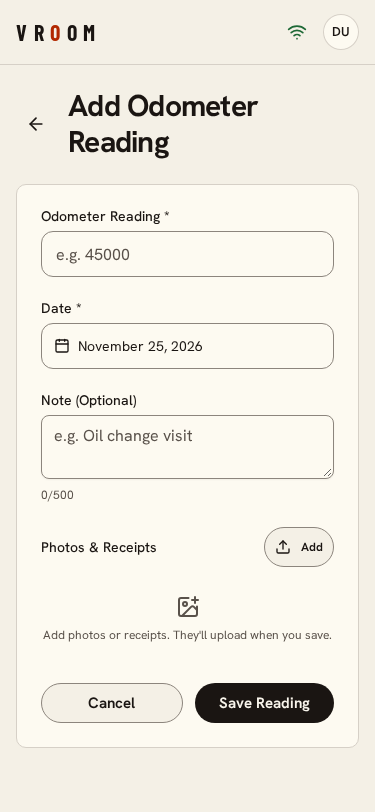 VROOM
DU
Add Odometer
Reading
Odometer Reading *
e.g. 45000
Date *
November 25, 2026
Note (Optional)
e.g. Oil change visit
0/500
Photos & Receipts
Add
Add photos or receipts. They'll upload when you save.
Cancel
Save Reading